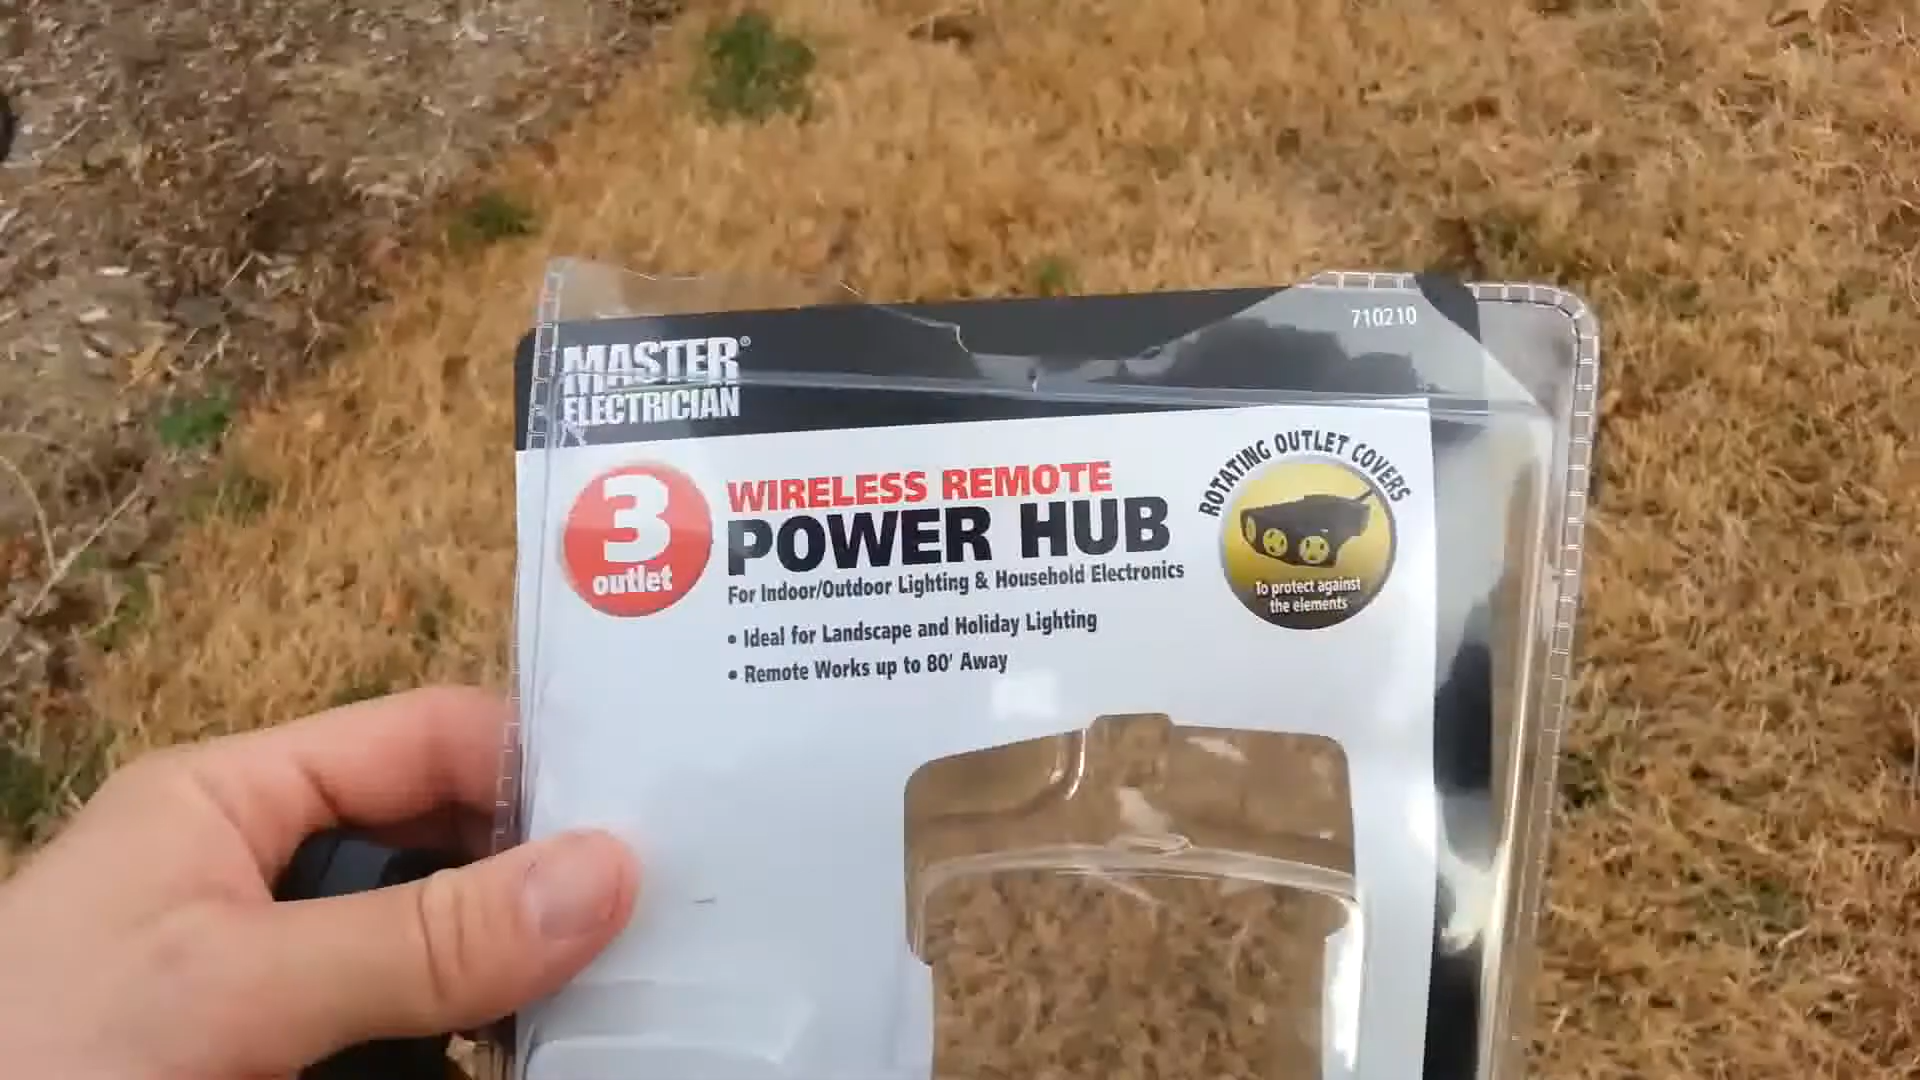 710210
MASTER®
ELECTRICIAN
3
outlet
WIRELESS REMOTE
POWER HUB
For Indoor/Outdoor Lighting & Household Electronics
• Ideal for Landscape and Holiday Lighting
• Remote Works up to 80' Away
ROTATING OUTLET COVERS
To protect against
the elements